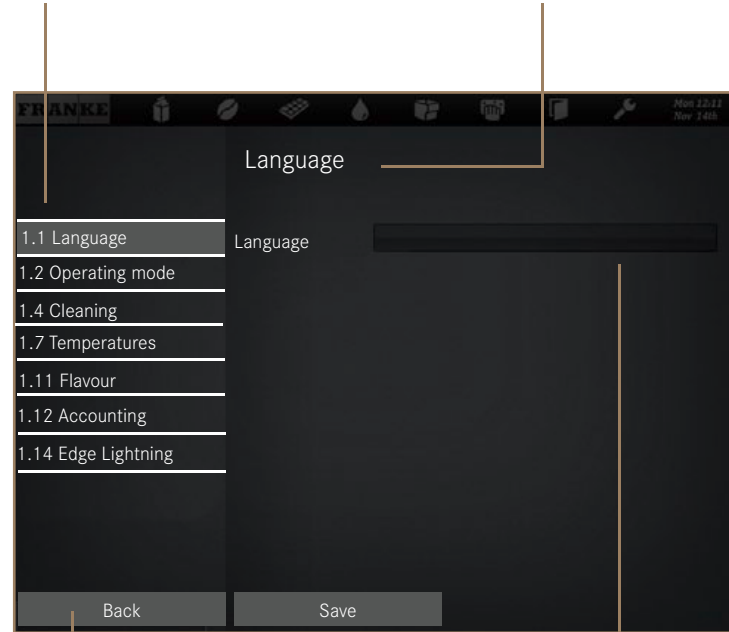 FRANKE
Mon 12:11
Nov 14th
Language
1.1 Language
Language
1.2 Operating mode
1.4 Cleaning
1.7 Temperatures
1.11 Flavour
1.12 Accounting
1.14 Edge Lightning
Back
Save